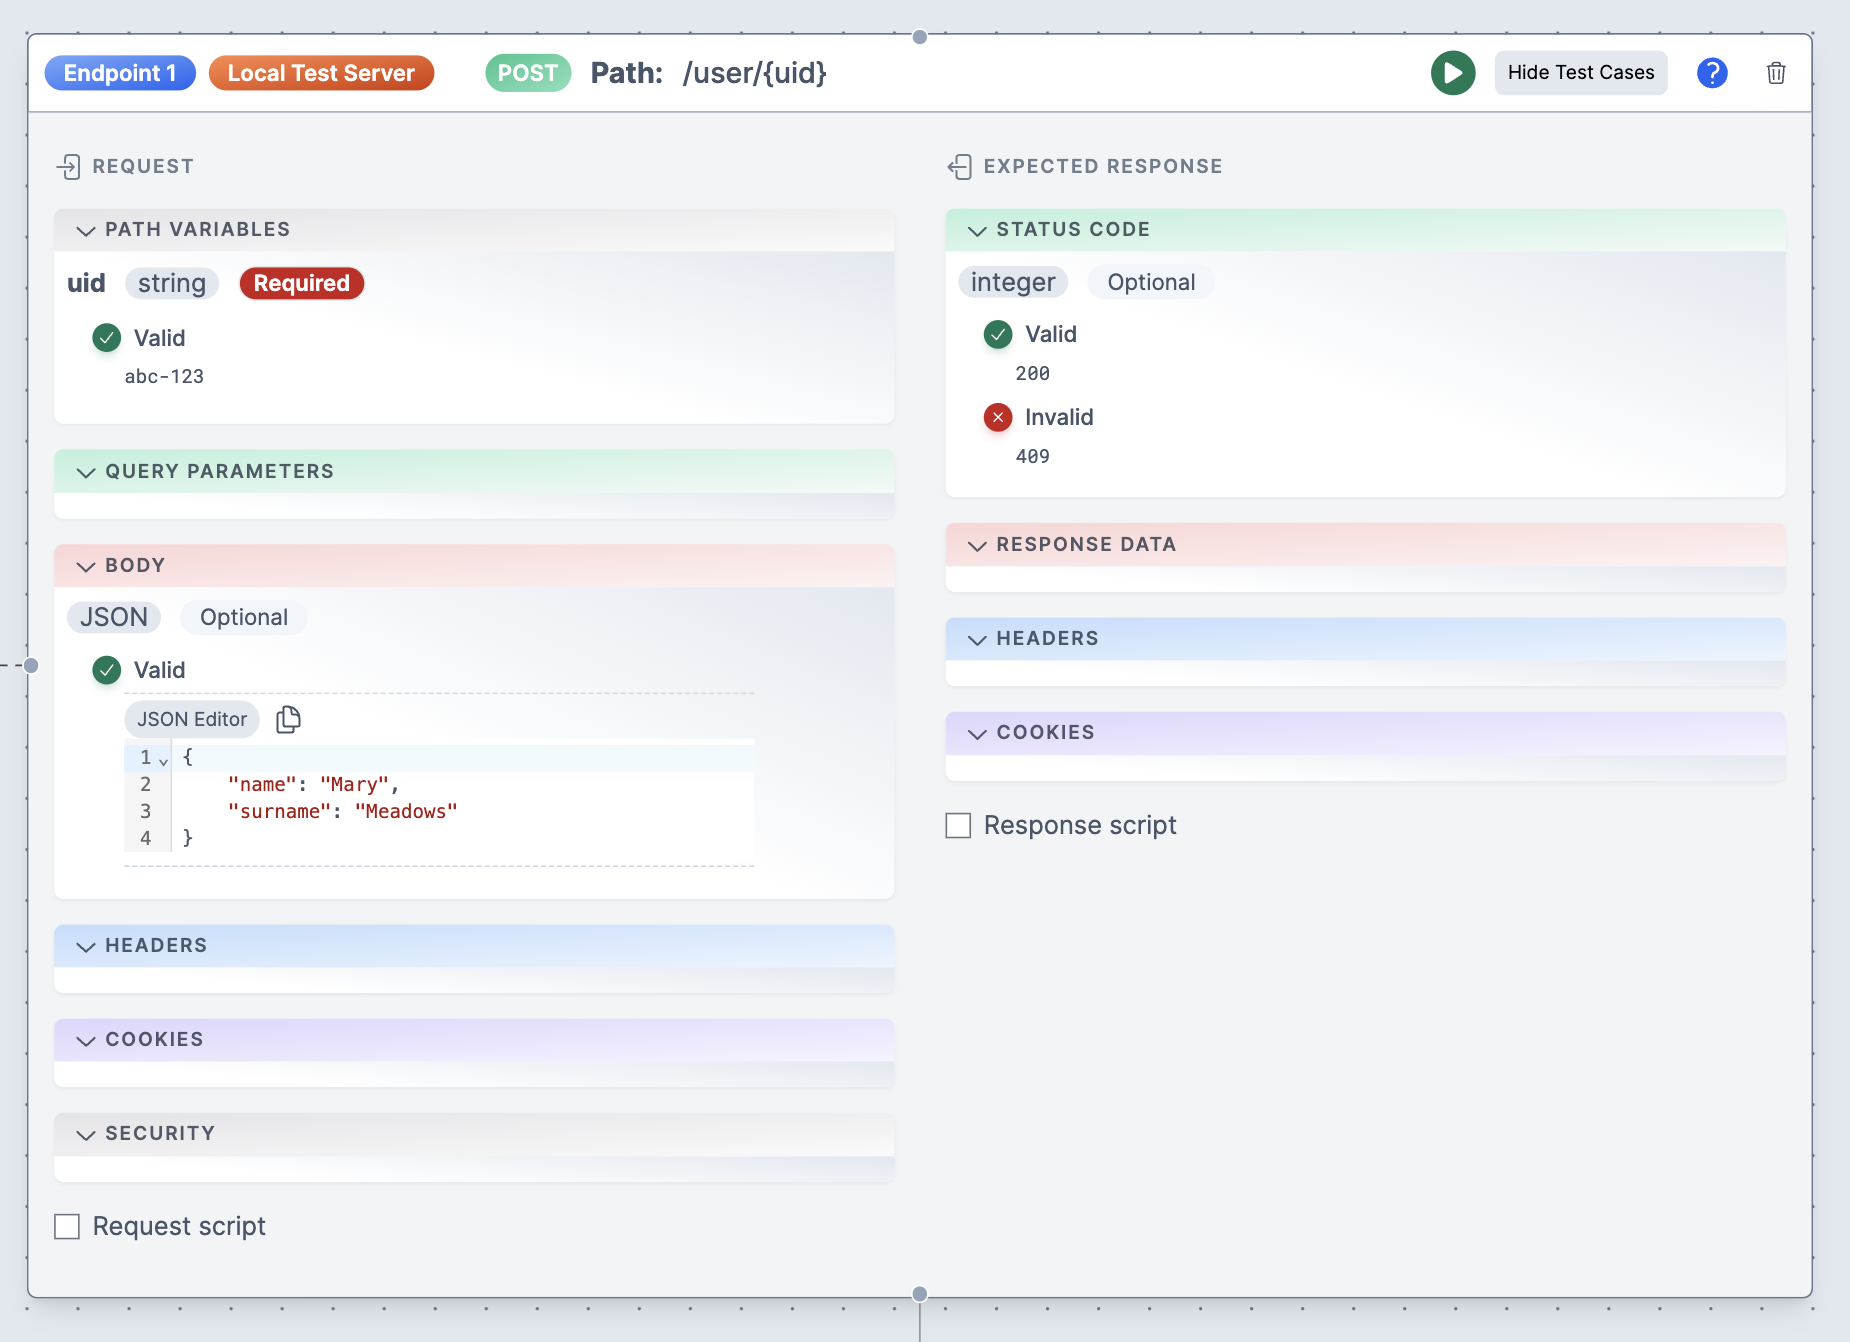 Endpoint 1 Local Test Server POST Path: /user/{uid} Hide Test Cases ?
REQUEST
PATH VARIABLES
uid string Required
Valid
abc-123
QUERY PARAMETERS
BODY
JSON Optional
Valid
JSON Editor
1 {
2 "name": "Mary",
3 "surname": "Meadows"
4 }
HEADERS
COOKIES
SECURITY
Request script
EXPECTED RESPONSE
STATUS CODE
integer Optional
Valid
200
Invalid
409
RESPONSE DATA
HEADERS
COOKIES
Response script